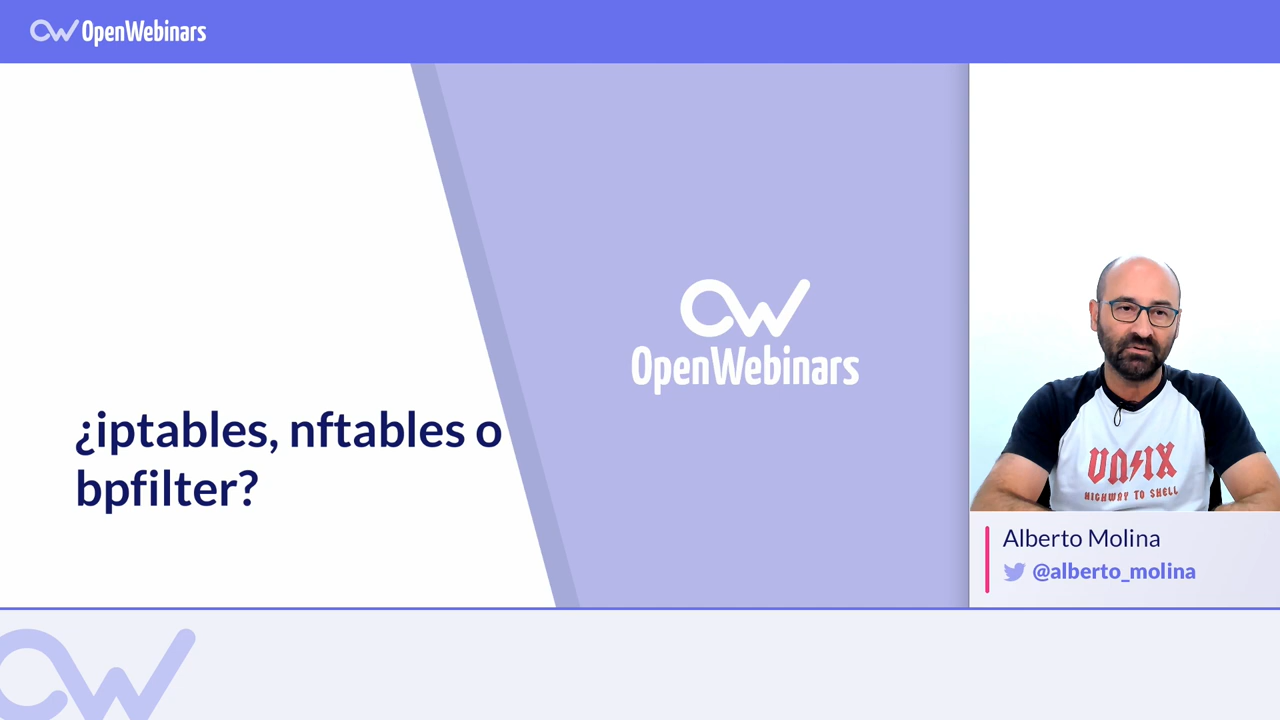 OpenWebinars
OpenWebinars
¿iptables, nftables o
bpfilter?
UNIX
HIGHWAY TO SHELL
Alberto Molina
@alberto_molina